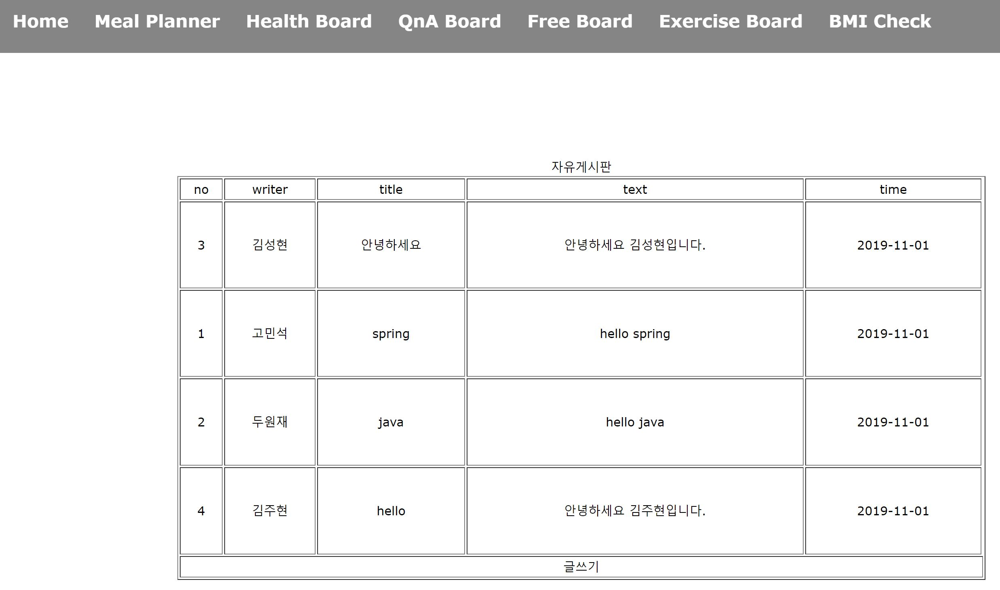 Home Meal Planner Health Board QnA Board Free Board Exercise Board BMI Check
자유게시판
no writer title text time
3 김성현 안녕하세요 안녕하세요 김성현입니다. 2019-11-01
1 고민석 spring hello spring 2019-11-01
2 두원재 java hello java 2019-11-01
4 김주현 hello 안녕하세요 김주현입니다. 2019-11-01
글쓰기